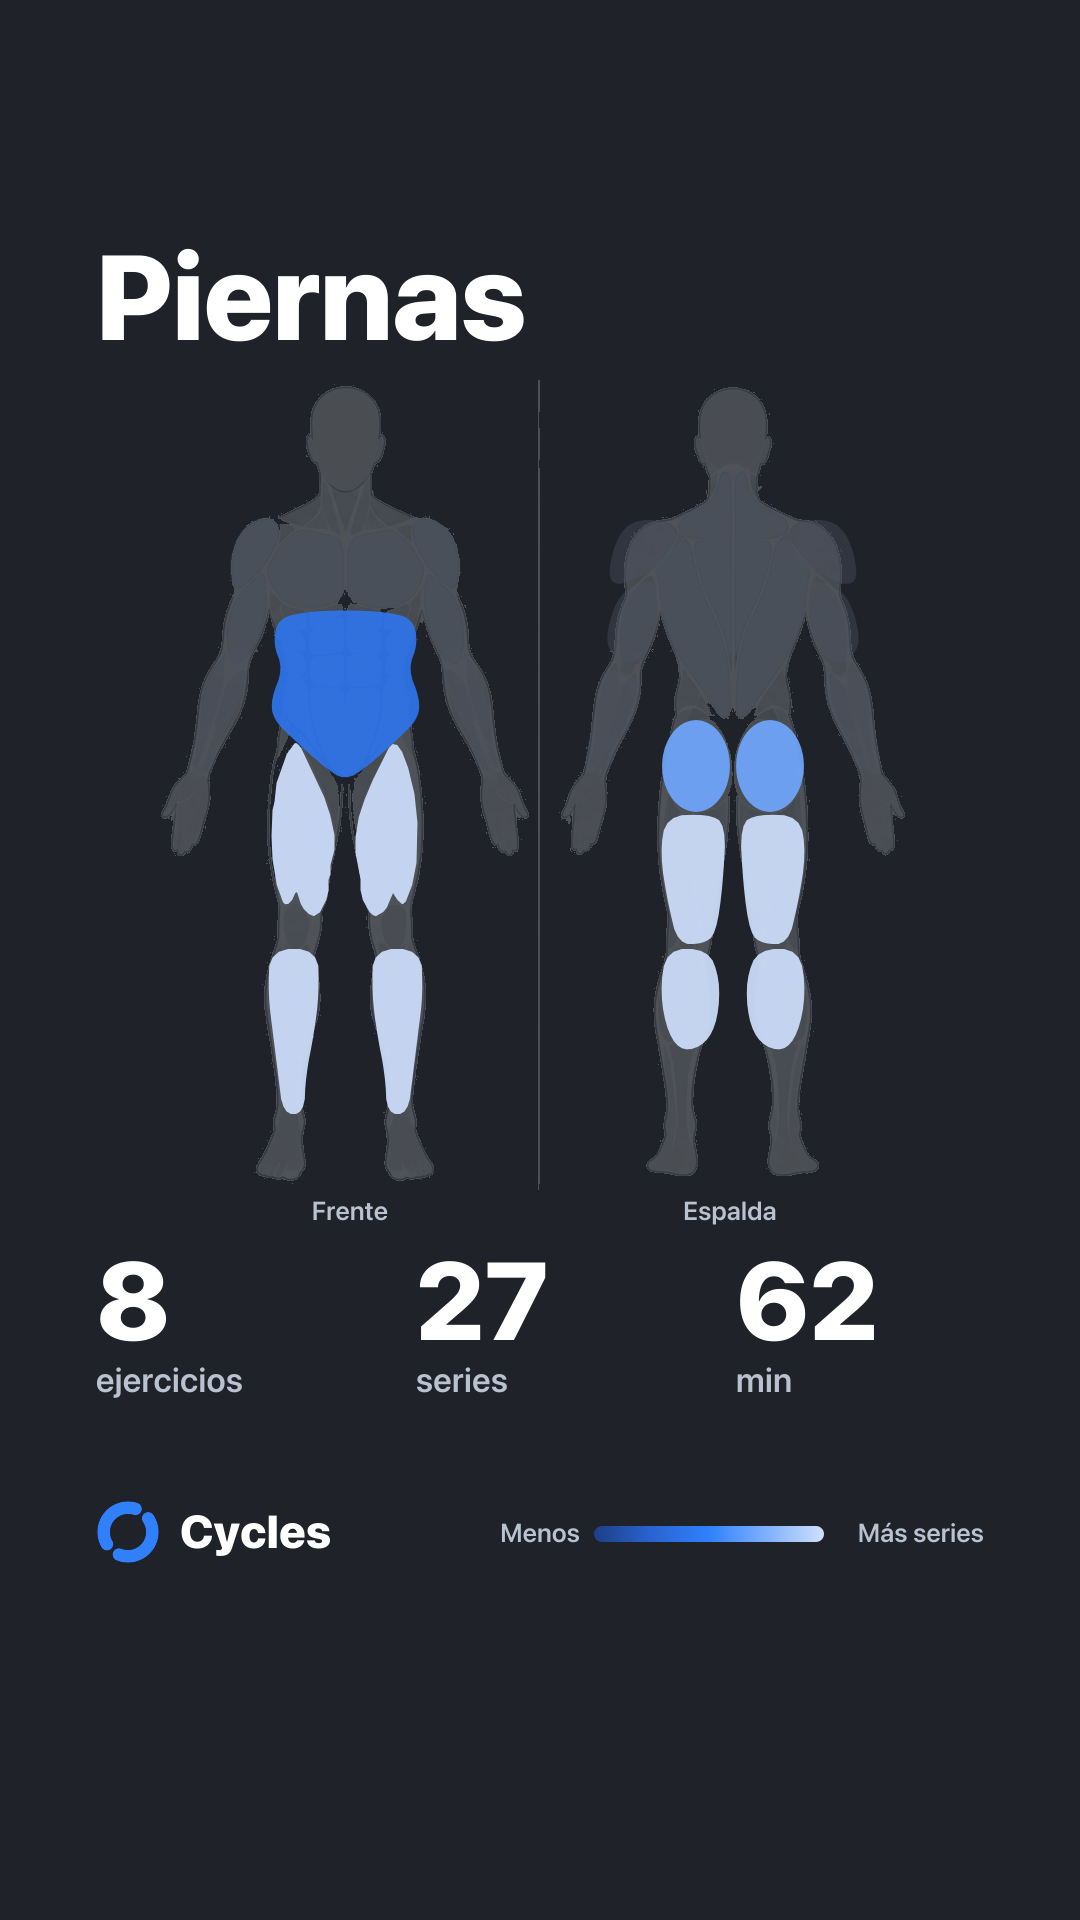 Piernas
Frente
Espalda
8
27
62
ejercicios
series
min
Cycles
Menos
Más series